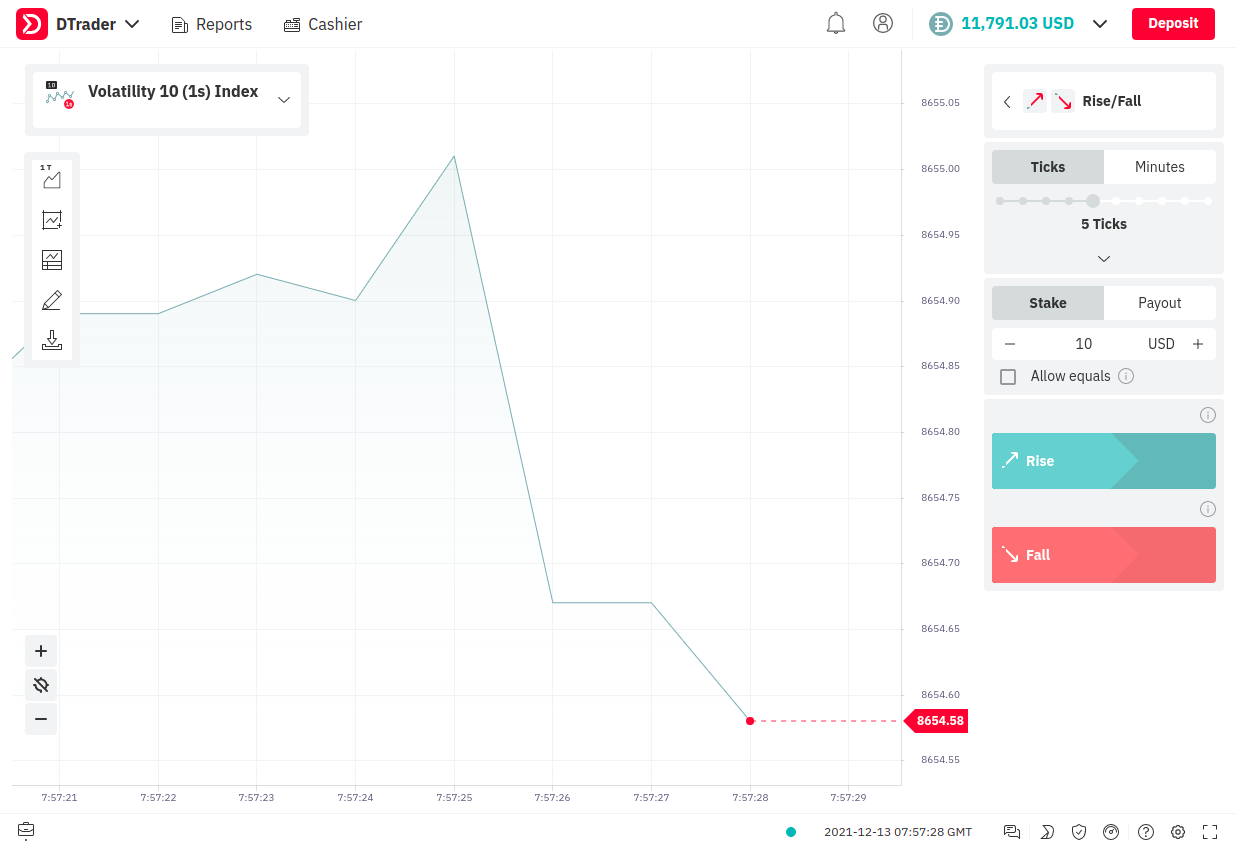 DTrader
Reports
Cashier
11,791.03 USD
Deposit
10
1s
Volatility 10 (1s) Index
1 T
8655.05
8655.00
8654.95
8654.90
8654.85
8654.80
8654.75
8654.70
8654.65
8654.60
8654.58
8654.55
7:57:21
7:57:22
7:57:23
7:57:24
7:57:25
7:57:26
7:57:27
7:57:28
7:57:29
Rise/Fall
Ticks
Minutes
5 Ticks
Stake
Payout
10
USD
Allow equals
Rise
Fall
2021-12-13 07:57:28 GMT